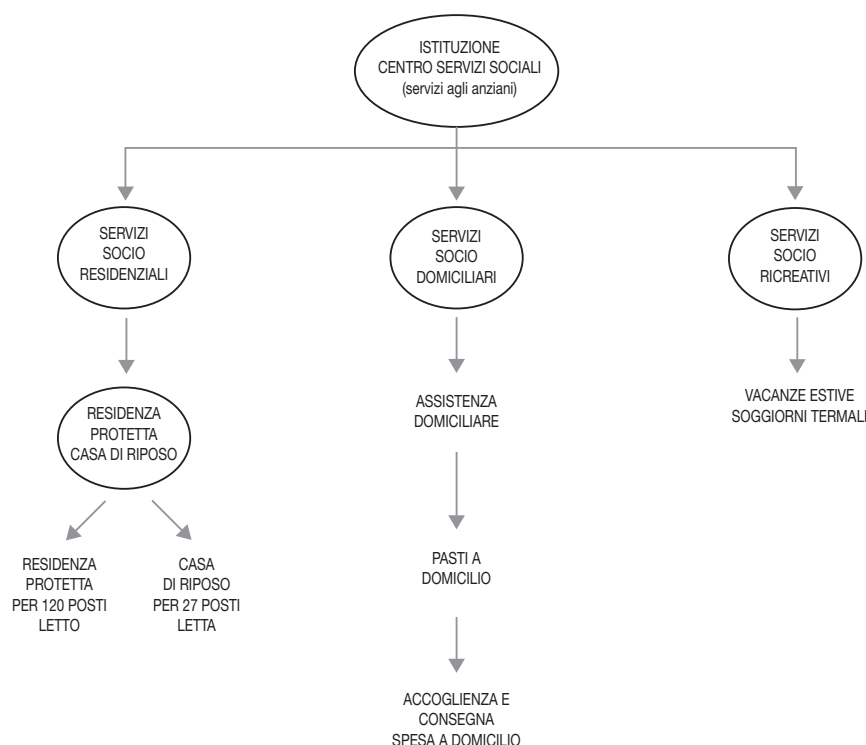 ISTITUZIONE
CENTRO SERVIZI SOCIALI
(servizi agli anziani)
SERVIZI
SOCIO
RESIDENZIALI
SERVIZI
SOCIO
DOMICILIARI
SERVIZI
SOCIO
RICREATIVI
RESIDENZA
PROTETTA
CASA DI RIPOSO
ASSISTENZA
DOMICILIARE
VACANZE ESTIVE
SOGGIORNI TERMALI
RESIDENZA
PROTETTA
PER 120 POSTI
LETTO
CASA
DI RIPOSO
PER 27 POSTI
LETTA
PASTI A
DOMICILIO
ACCOGLIENZA E
CONSEGNA
SPESA A DOMICILIO